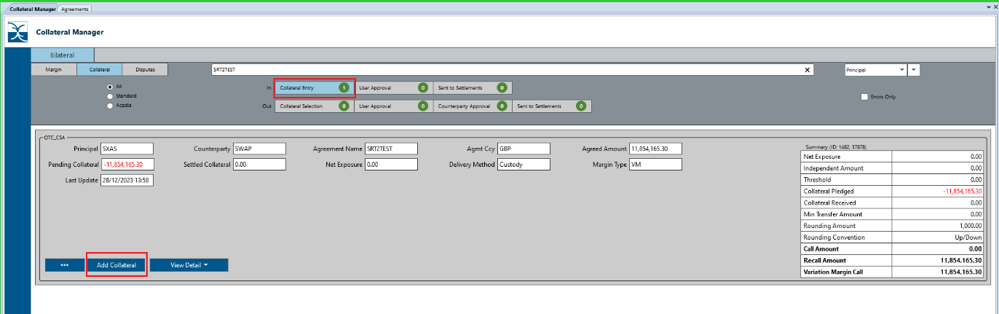 Collateral Manager Agreements
Collateral Manager
Bilateral
Margin Collateral Disputes SRT2TEST Principal
All
Standard
Acadia
In Collateral Entry 1 User Approval 0 Sent to Settlements 0
Out Collateral Selection 0 User Approval 0 Counterparty Approval 0 Sent to Settlements 0
Errors Only
OTC_CSA
Principal SXAS Counterparty SWAP Agreement Name SRT2TEST Agmt Ccy GBP Agreed Amount 11,854,165.30
Pending Collateral -11,854,165.30 Settled Collateral 0.00 Net Exposure 0.00 Delivery Method Custody Margin Type VM
Last Update 28/12/2023 13:58
Summary (ID: 1482, 37878)
Net Exposure 0.00
Independent Amount 0.00
Threshold 0.00
Collateral Pledged -11,854,165.30
Collateral Received 0.00
Min Transfer Amount 0.00
Rounding Amount 1,000.00
Rounding Convention Up/Down
Call Amount 0.00
Recall Amount 11,854,165.30
Variation Margin Call 11,854,165.30
••• Add Collateral View Detail